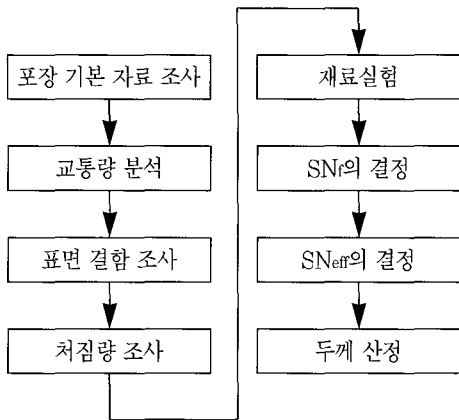 포장 기본 자료 조사
교통량 분석
표면 결함 조사
처짐량 조사
재료실험
SNf의 결정
SNeff의 결정
두께 산정